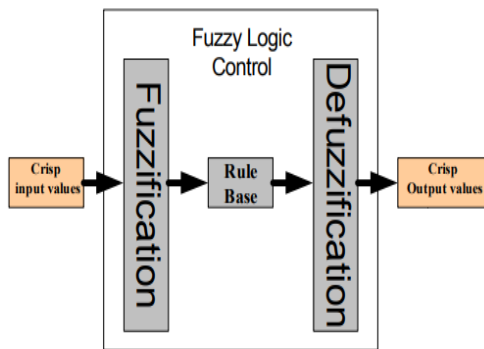 Fuzzy Logic
Control
Crisp
input values
Fuzzification
Rule
Base
Defuzzification
Crisp
Output values